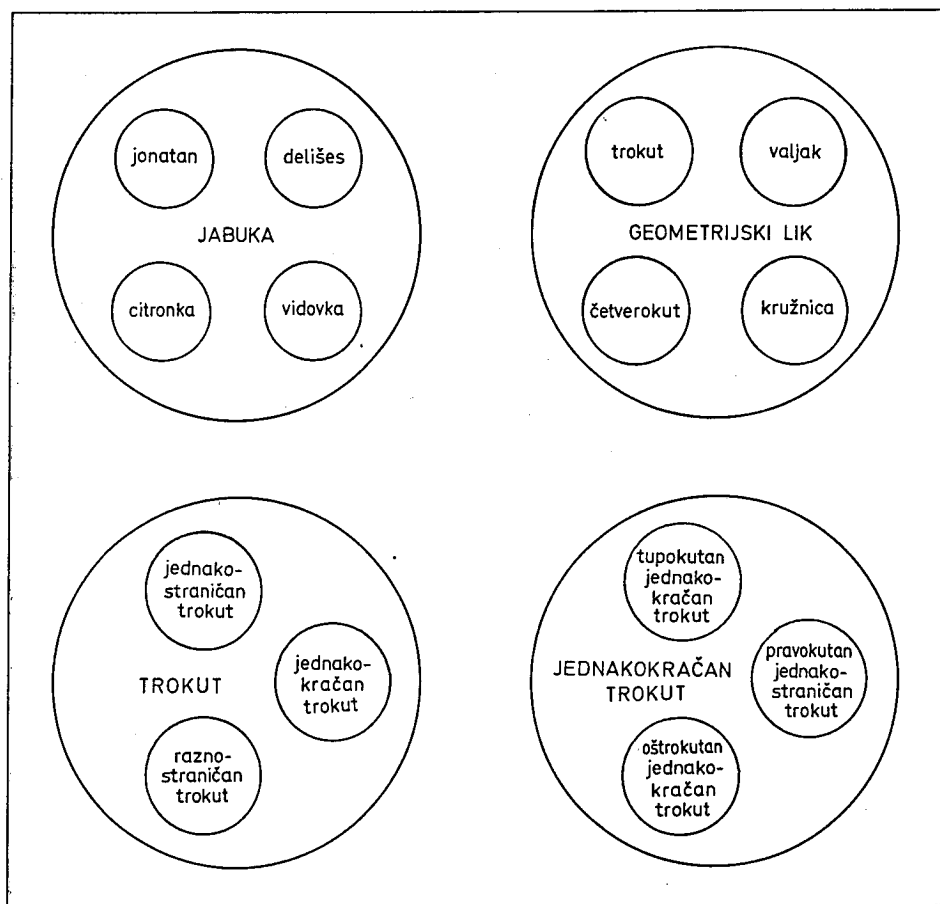 jonatan
delišes
JABUKA
citronka
vidovka
trokut
valjak
GEOMETRIJSKI LIK
četverokut
kružnica
jednako-
straničan
trokut
TROKUT
jednako-
kračan
trokut
razno-
straničan
trokut
tupokutan
jednako-
kračan
trokut
JEDNAKOKRAČAN
TROKUT
pravokutan
jednako-
straničan
trokut
oštrokutan
jednako-
kračan
trokut